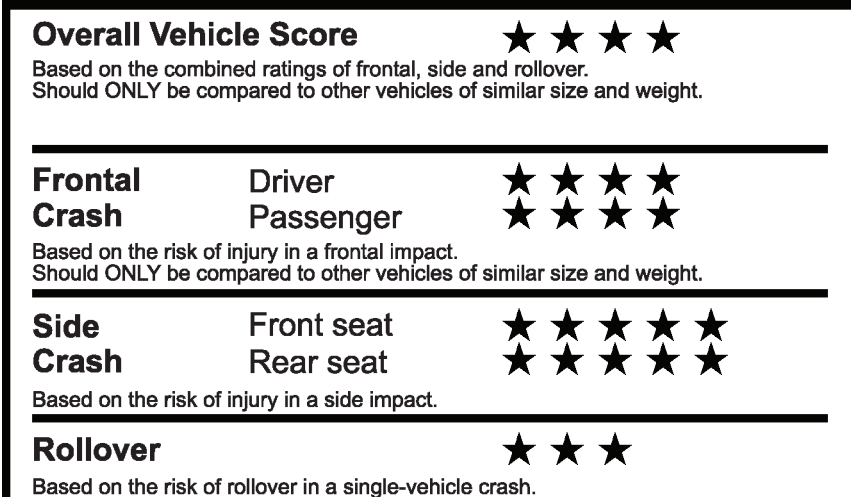 Overall Vehicle Score ★ ★ ★ ★
Based on the combined ratings of frontal, side and rollover.
Should ONLY be compared to other vehicles of similar size and weight.
Frontal Driver ★ ★ ★ ★
Crash Passenger ★ ★ ★ ★
Based on the risk of injury in a frontal impact.
Should ONLY be compared to other vehicles of similar size and weight.
Side Front seat ★ ★ ★ ★ ★
Crash Rear seat ★ ★ ★ ★ ★
Based on the risk of injury in a side impact.
Rollover ★ ★ ★
Based on the risk of rollover in a single-vehicle crash.